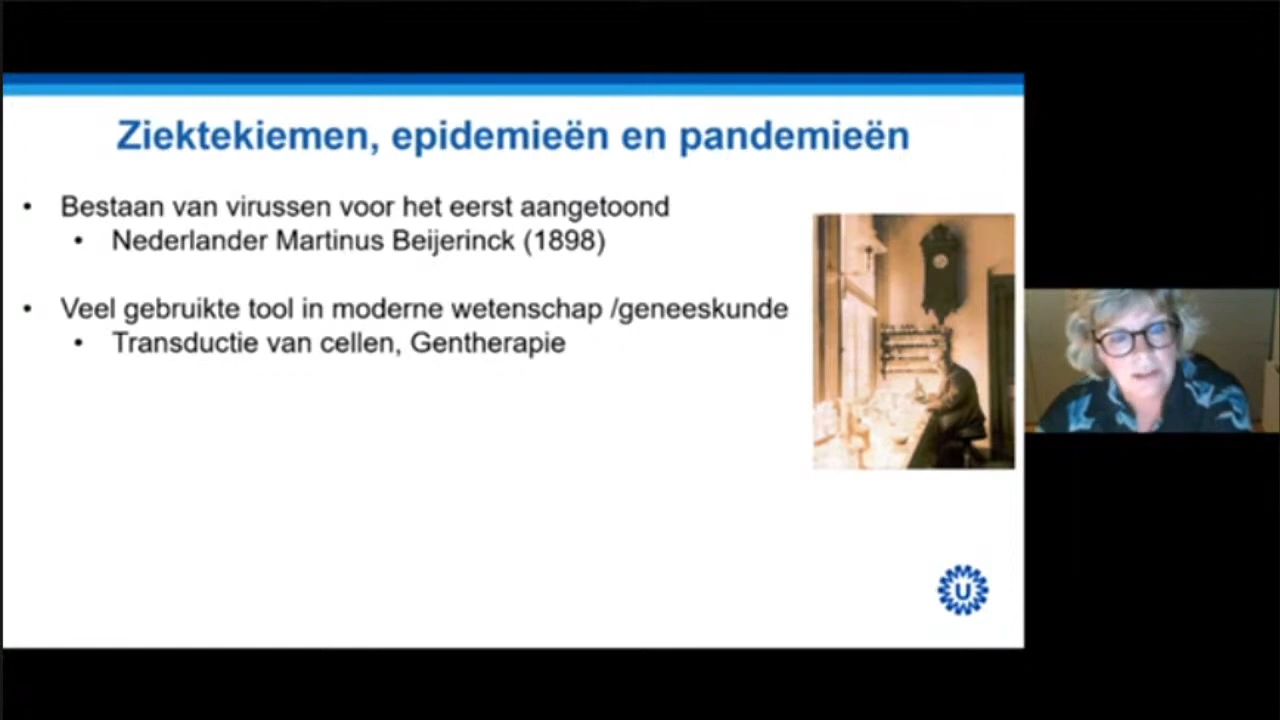 Ziektekiemen, epidemieën en pandemieën
• Bestaan van virussen voor het eerst aangetoond
• Nederlander Martinus Beijerinck (1898)
• Veel gebruikte tool in moderne wetenschap /geneeskunde
• Transductie van cellen, Gentherapie
U